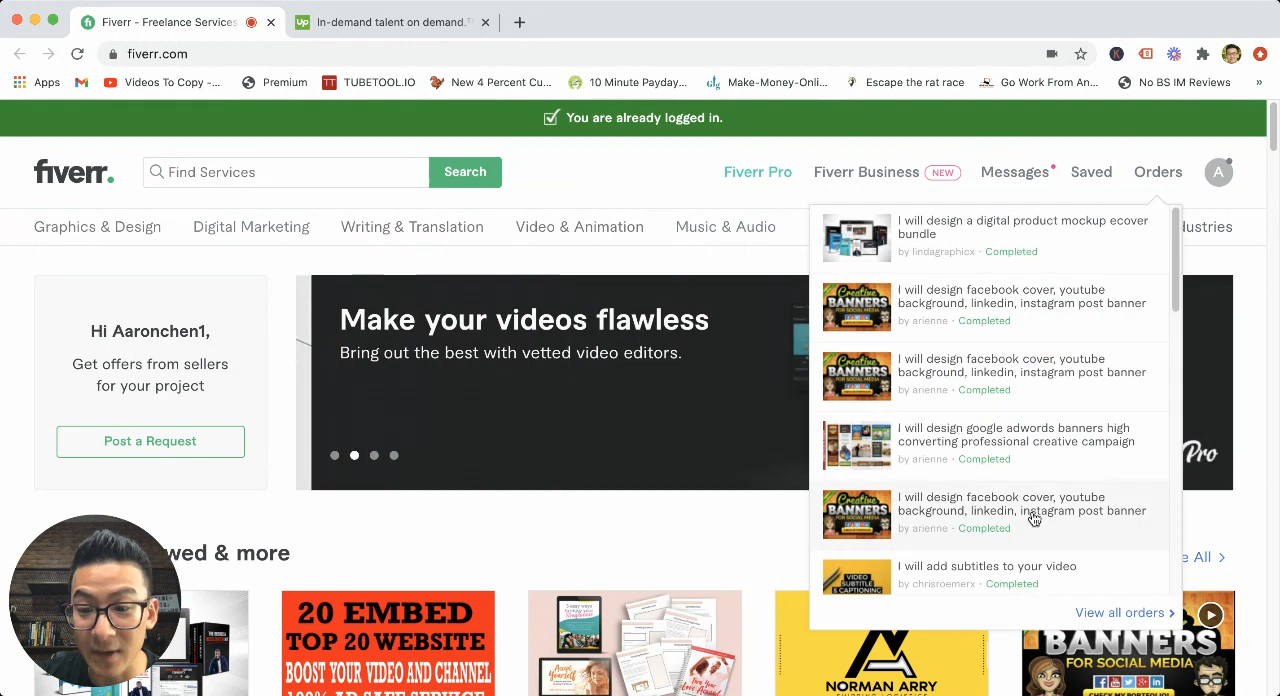 Fiverr - Freelance Services
In-demand talent on demand.
fiverr.com
Apps
Videos To Copy -...
Premium
TUBETOOL.IO
New 4 Percent Cu...
10 Minute Payday...
Make-Money-Onli...
Escape the rat race
Go Work From An...
No BS IM Reviews
»
You are already logged in.
fiverr.
Find Services
Search
Fiverr Pro
Fiverr Business NEW
Messages
Saved
Orders
A
Graphics & Design
Digital Marketing
Writing & Translation
Video & Animation
Music & Audio
dustries
Hi Aaronchen1,
Get offers from sellers
for your project
Post a Request
Make your videos flawless
Bring out the best with vetted video editors.
Pro
I will design a digital product mockup ecover
bundle
by lindagraphicx · Completed
I will design facebook cover, youtube
background, linkedin, instagram post banner
by arienne · Completed
I will design facebook cover, youtube
background, linkedin, instagram post banner
by arienne · Completed
I will design google adwords banners high
converting professional creative campaign
by arienne · Completed
I will design facebook cover, youtube
background, linkedin, instagram post banner
by arienne · Completed
I will add subtitles to your video
by chrisroemerx · Completed
View all orders
wed & more
e All
20 EMBED
TOP 20 WEBSITE
BOOST YOUR VIDEO AND CHANNEL
100% AD SAFE SERVICE
NORMAN ARRY
BANNERS
FOR SOCIAL MEDIA
CHECK MY PORTFOLIO!